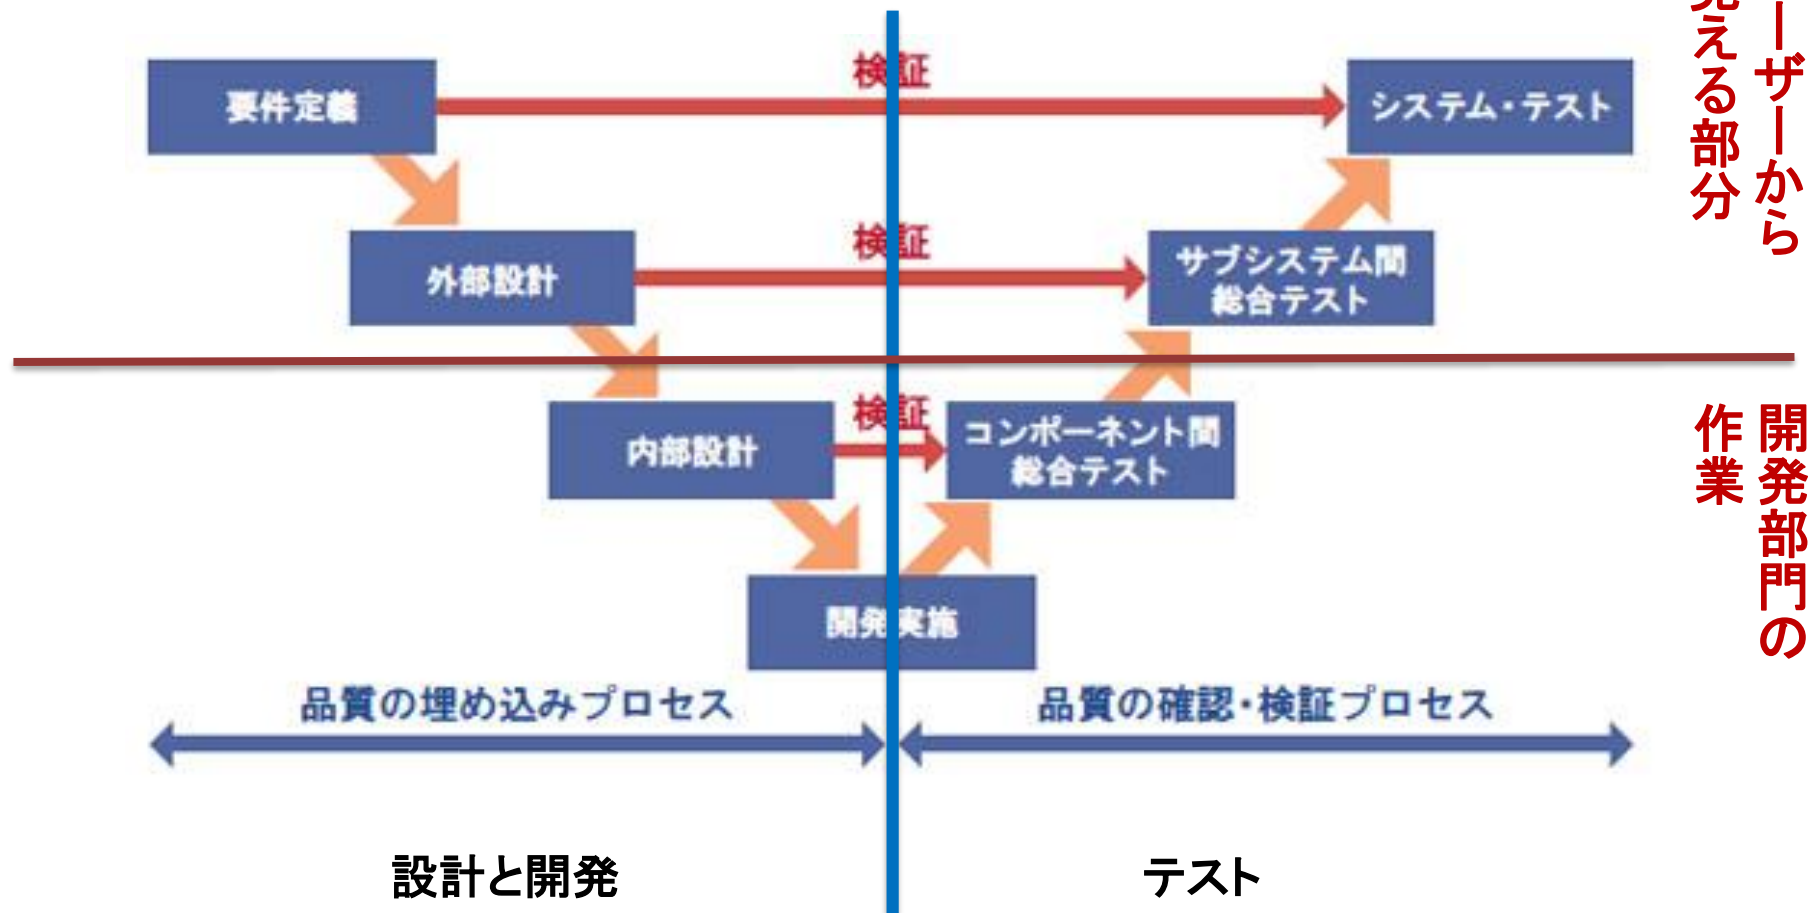 検証
要件定義
システム・テスト
ーザーから
える部分
検証
外部設計
サブシステム間
総合テスト
検証
内部設計
コンポーネント間
総合テスト
開発部門の
作業
開発実施
品質の埋め込みプロセス
品質の確認・検証プロセス
設計と開発
テスト